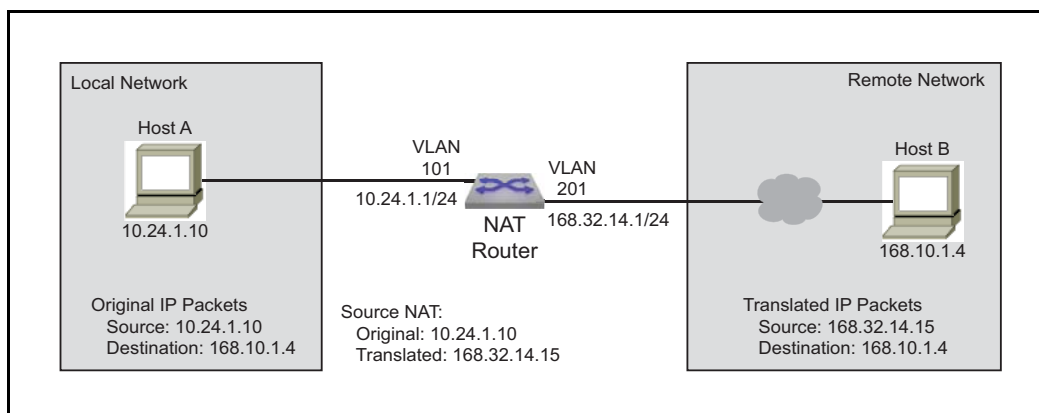 Local Network
Host A
10.24.1.10
Original IP Packets
Source: 10.24.1.10
Destination: 168.10.1.4
VLAN
101
10.24.1.1/24
VLAN
201
168.32.14.1/24
NAT
Router
Source NAT:
Original: 10.24.1.10
Translated: 168.32.14.15
Remote Network
Host B
168.10.1.4
Translated IP Packets
Source: 168.32.14.15
Destination: 168.10.1.4